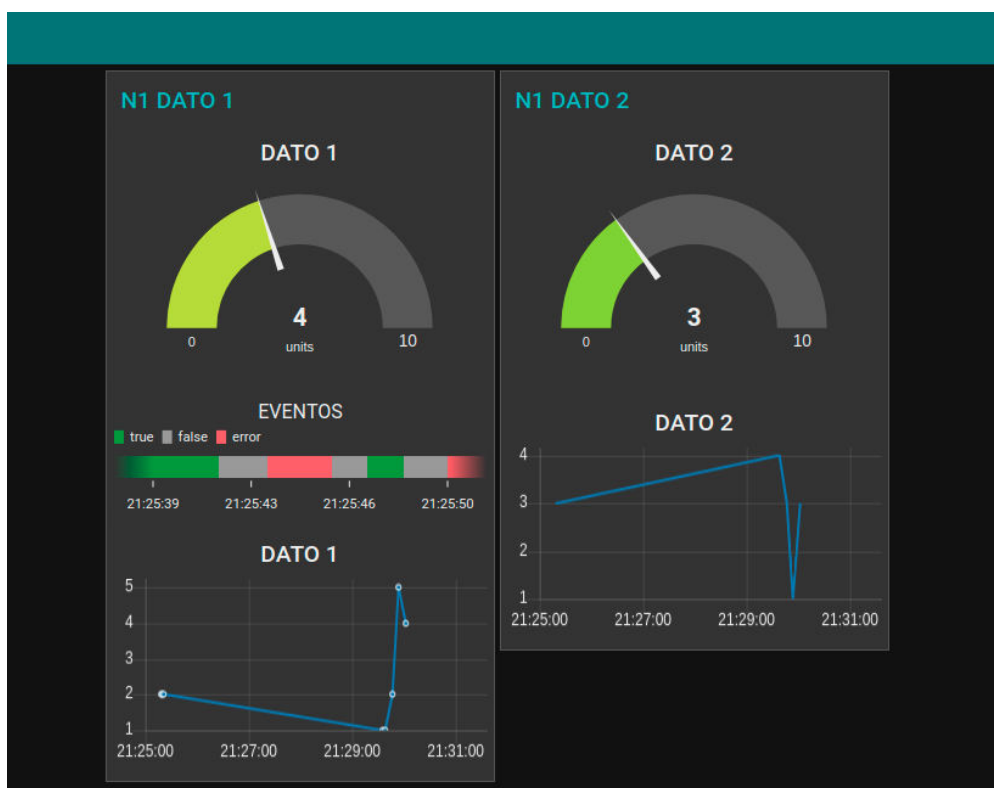 N1 DATO 1
DATO 1
4
units
0
10
EVENTOS
true false error
21:25:39 21:25:43 21:25:46 21:25:50
DATO 1
5
4
3
2
1
21:25:00 21:27:00 21:29:00 21:31:00
N1 DATO 2
DATO 2
3
units
0
10
DATO 2
4
3
2
1
21:25:00 21:27:00 21:29:00 21:31:00